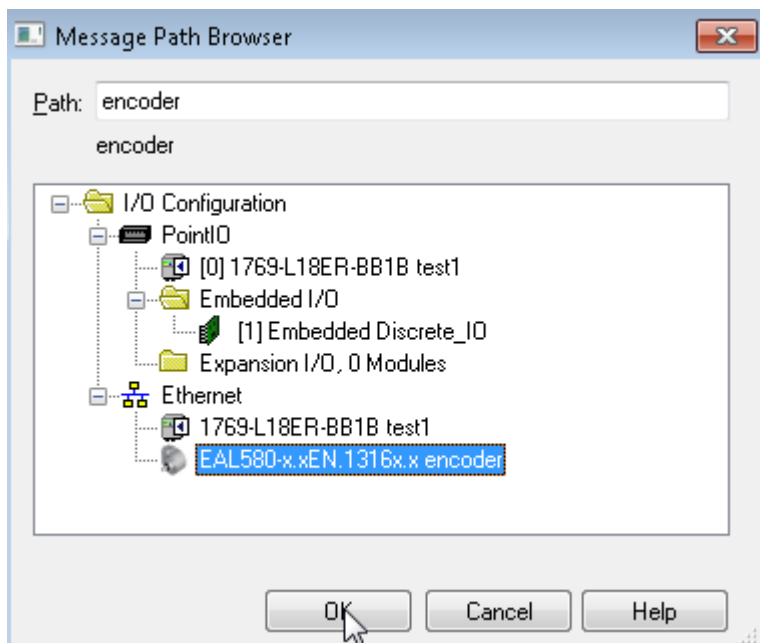 Message Path Browser
Path: encoder
encoder
I/O Configuration
PointIO
[0] 1769-L18ER-BB1B test1
Embedded I/O
[1] Embedded Discrete_IO
Expansion I/O, 0 Modules
Ethernet
1769-L18ER-BB1B test1
EAL580-x.xEN.1316x.x encoder
OK Cancel Help